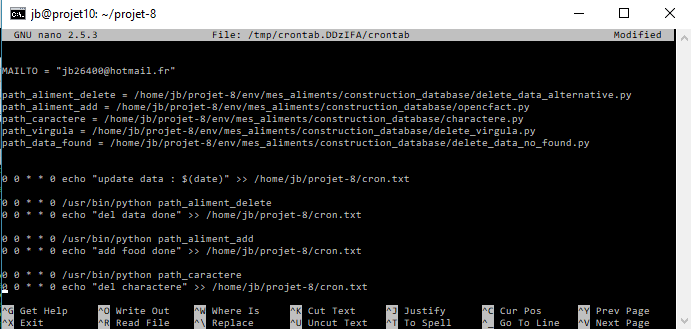 jb@projet10: ~/projet-8
GNU nano 2.5.3 File: /tmp/crontab.DDzIFA/crontab Modified
MAILTO = "jb26400@hotmail.fr"
path_aliment_delete = /home/jb/projet-8/env/mes_aliments/construction_database/delete_data_alternative.py
path_aliment_add = /home/jb/projet-8/env/mes_aliments/construction_database/opencfact.py
path_caractere = /home/jb/projet-8/env/mes_aliments/construction_database/charactere.py
path_virgula = /home/jb/projet-8/env/mes_aliments/construction_database/delete_virgula.py
path_data_found = /home/jb/projet-8/env/mes_aliments/construction_database/delete_data_no_found.py
0 0 * * 0 echo "update data : $(date)" >> /home/jb/projet-8/cron.txt
0 0 * * 0 /usr/bin/python path_aliment_delete
0 0 * * 0 echo "del data done" >> /home/jb/projet-8/cron.txt
0 0 * * 0 /usr/bin/python path_aliment_add
0 0 * * 0 echo "add food done" >> /home/jb/projet-8/cron.txt
0 0 * * 0 /usr/bin/python path_caractere
0 0 * * 0 echo "del charactere" >> /home/jb/projet-8/cron.txt
^G Get Help ^O Write Out ^W Where Is ^K Cut Text ^J Justify ^C Cur Pos ^Y Prev Page
^X Exit ^R Read File ^\ Replace ^U Uncut Text ^T To Spell ^_ Go To Line ^V Next Page